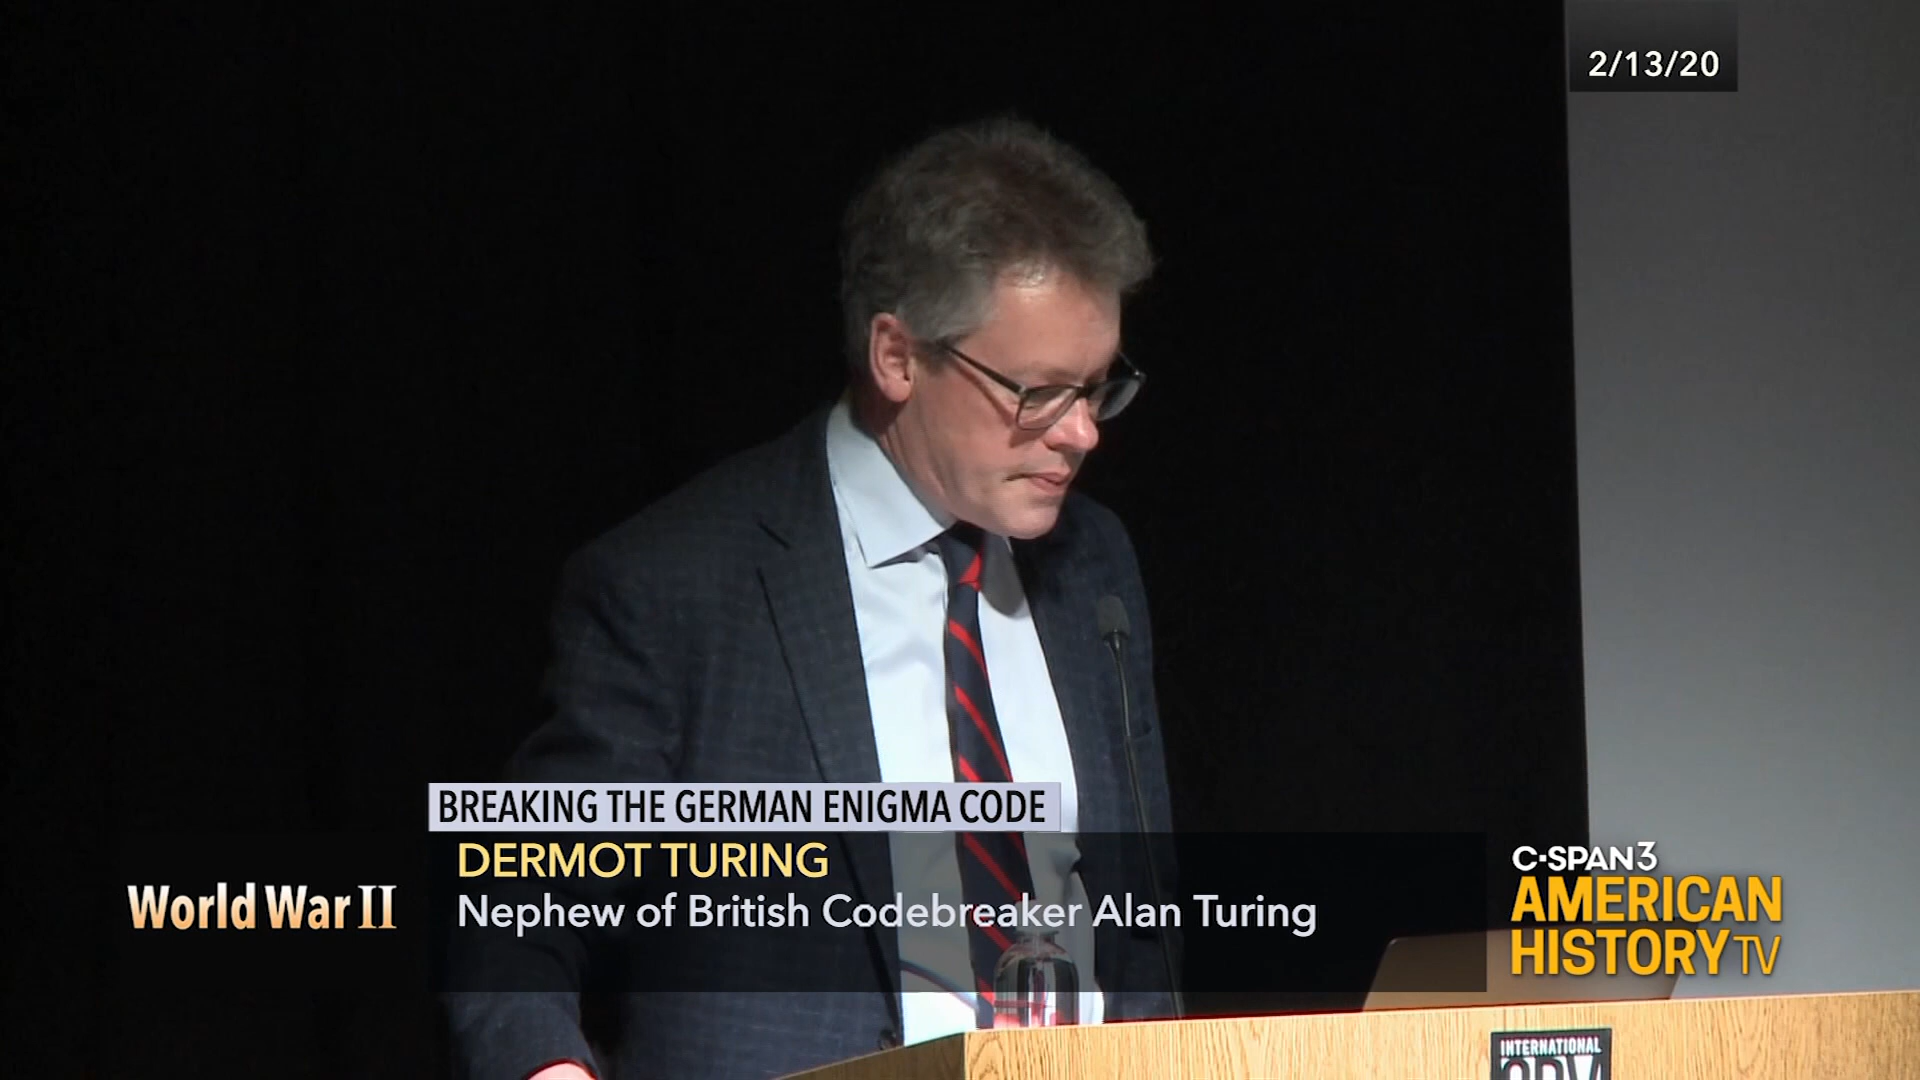 2/13/20
BREAKING THE GERMAN ENIGMA CODE
DERMOT TURING
World War II
Nephew of British Codebreaker Alan Turing
C-SPAN3
AMERICAN
HISTORY TV
INTERNATIONAL